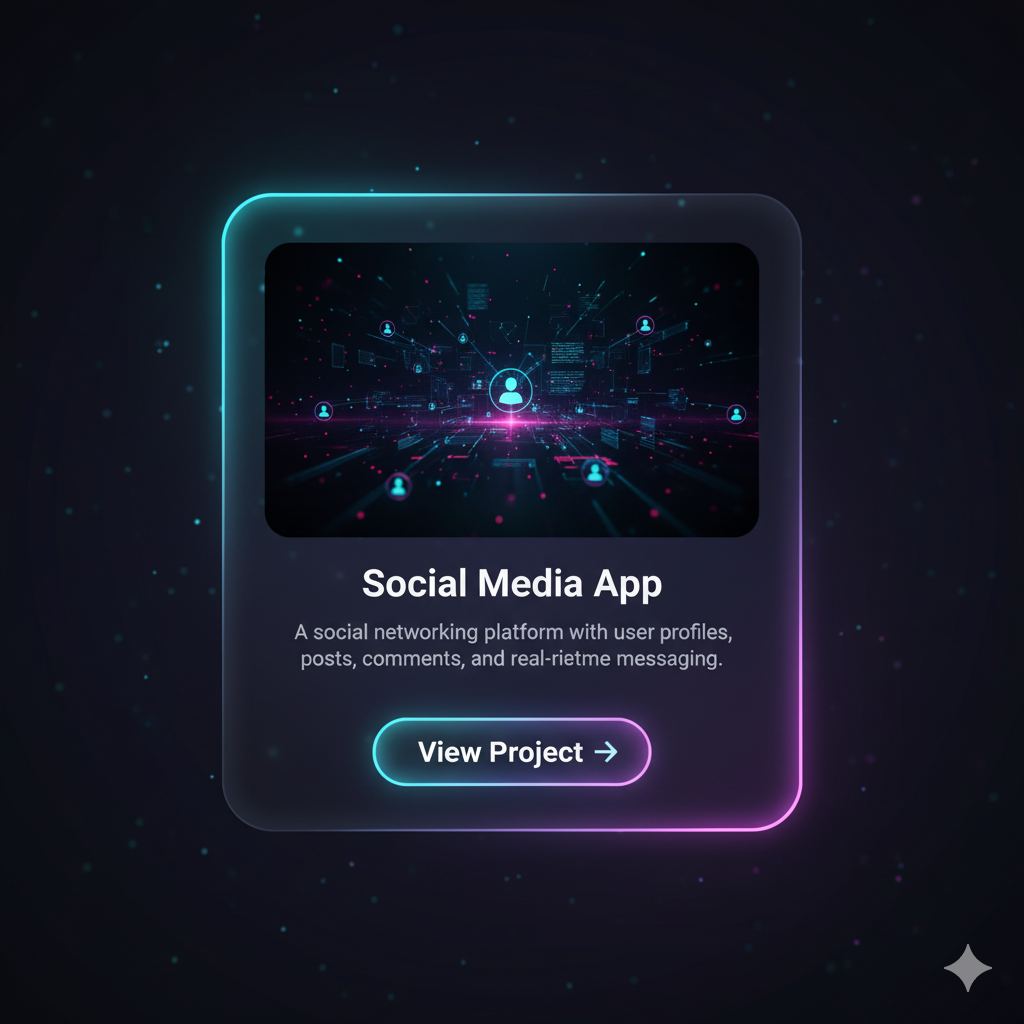 Social Media App
A social networking platform with user profiles,
posts, comments, and real-rietme messaging.
View Project →